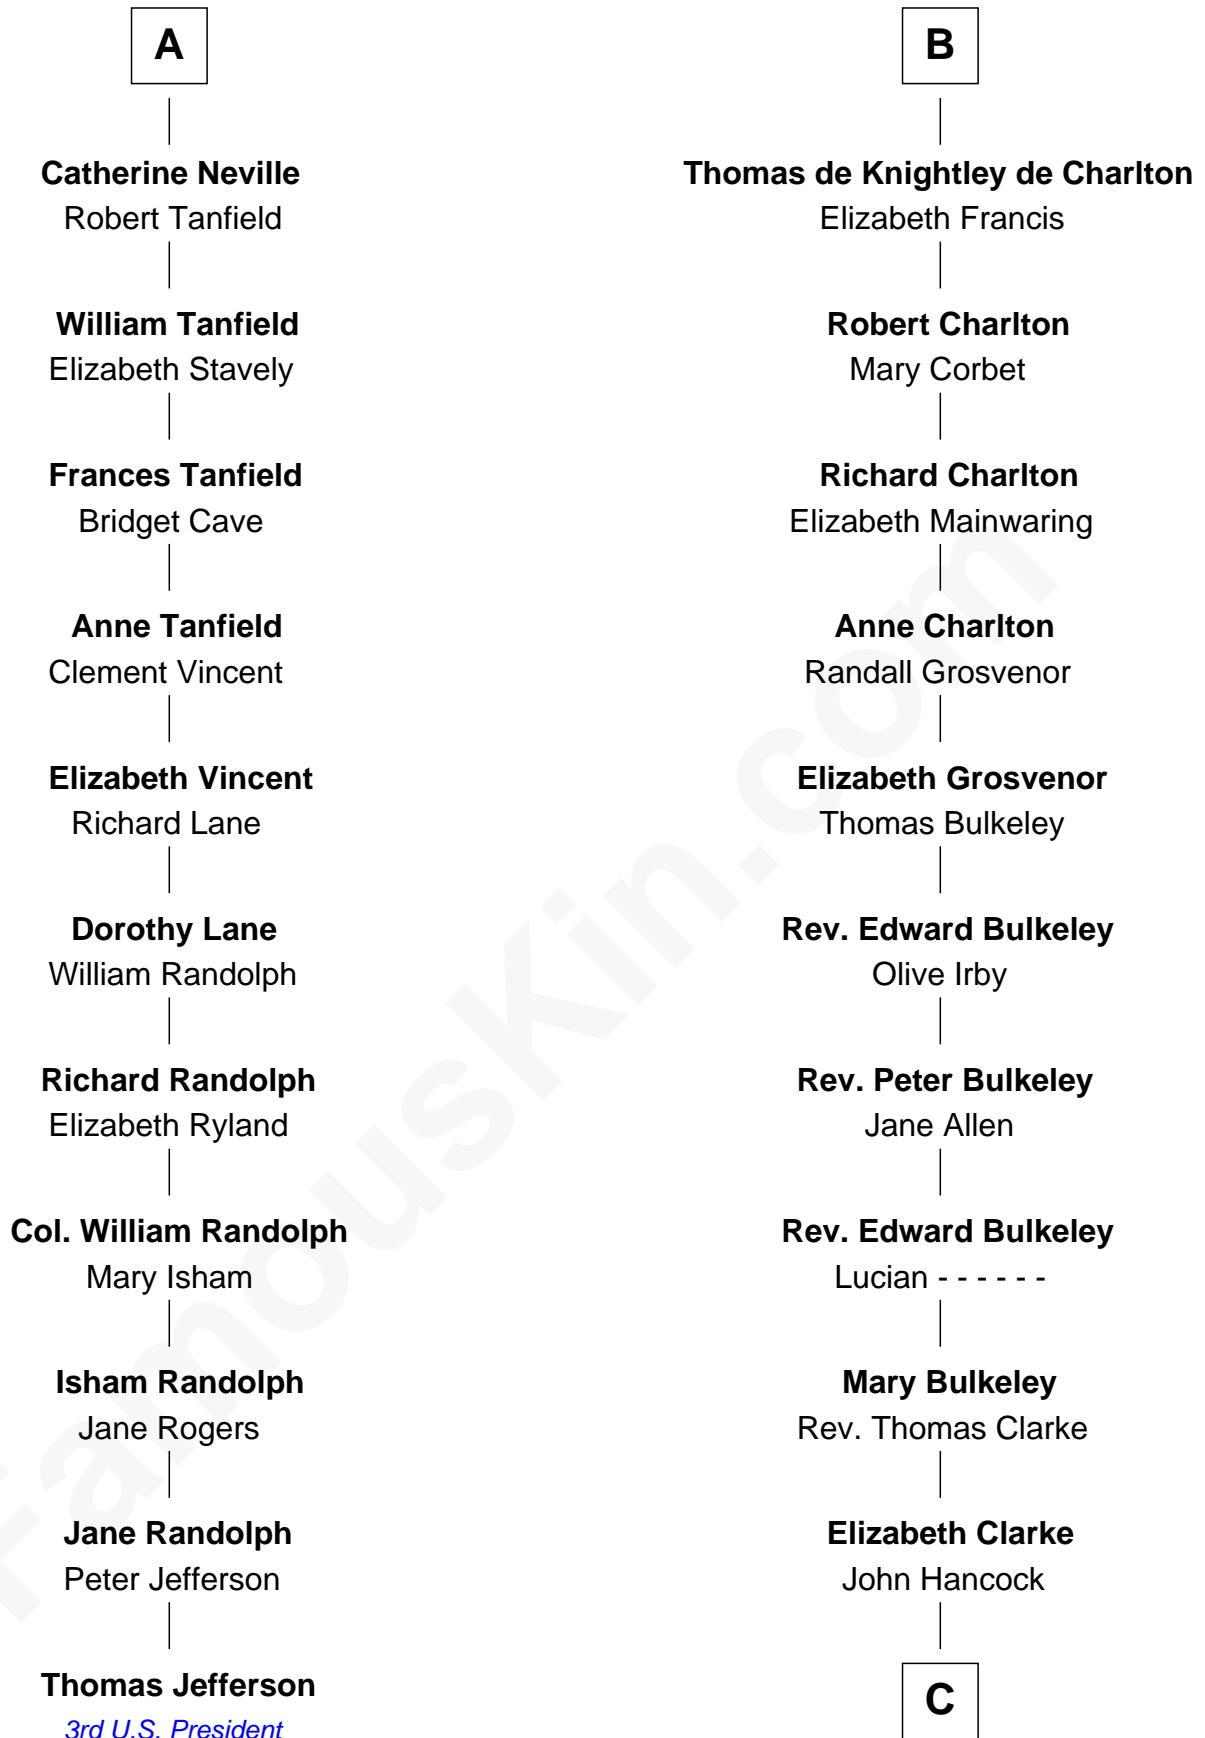 A
Catherine Neville
Robert Tanfield
William Tanfield
Elizabeth Stavely
Frances Tanfield
Bridget Cave
Anne Tanfield
Clement Vincent
Elizabeth Vincent
Richard Lane
Dorothy Lane
William Randolph
Richard Randolph
Elizabeth Ryland
Col. William Randolph
Mary Isham
Isham Randolph
Jane Rogers
Jane Randolph
Peter Jefferson
Thomas Jefferson
3rd U.S. President
B
Thomas de Knightley de Charlton
Elizabeth Francis
Robert Charlton
Mary Corbet
Richard Charlton
Elizabeth Mainwaring
Anne Charlton
Randall Grosvenor
Elizabeth Grosvenor
Thomas Bulkeley
Rev. Edward Bulkeley
Olive Irby
Rev. Peter Bulkeley
Jane Allen
Rev. Edward Bulkeley
Lucian - - - - - -
Mary Bulkeley
Rev. Thomas Clarke
Elizabeth Clarke
John Hancock
C
FamousKin.com